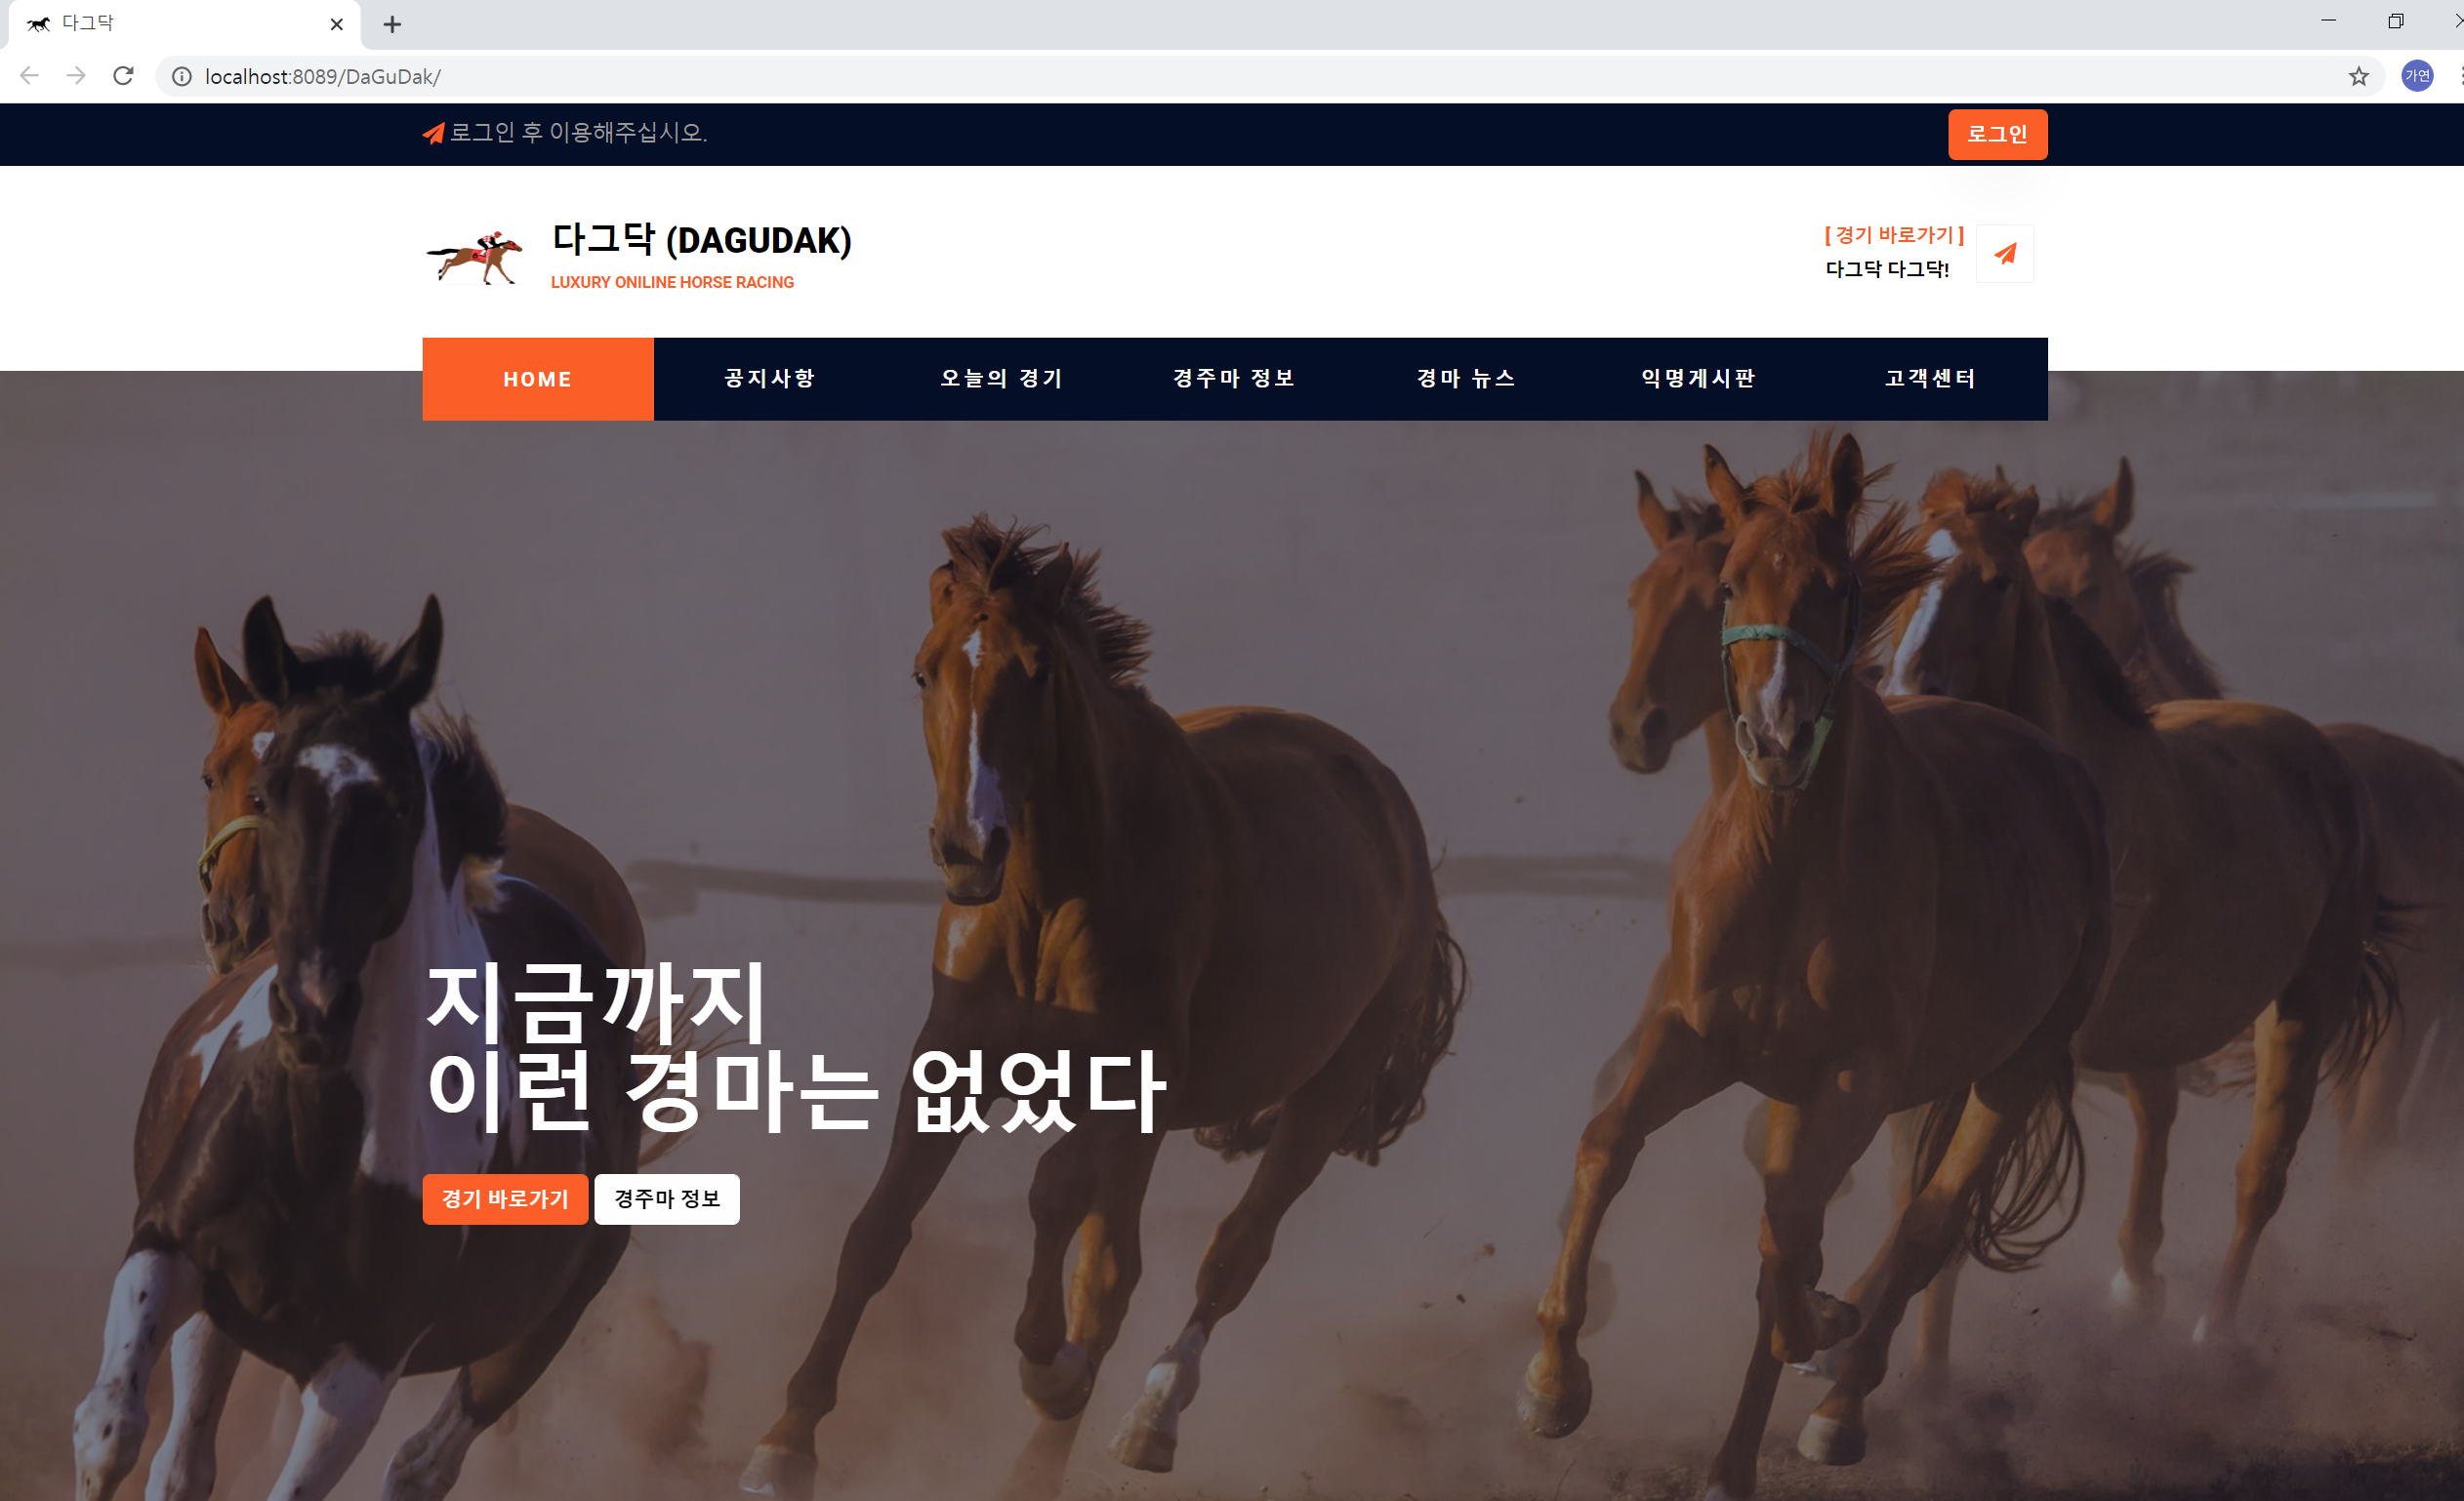 다그닥
localhost:8089/DaGuDak/
가연
로그인 후 이용해주십시오.
로그인
다그닥 (DAGUDAK)
LUXURY ONILINE HORSE RACING
[ 경기 바로가기 ]
다그닥 다그닥!
HOME 공지사항 오늘의 경기 경주마 정보 경마 뉴스 익명게시판 고객센터
지금까지
이런 경마는 없었다
경기 바로가기 경주마 정보